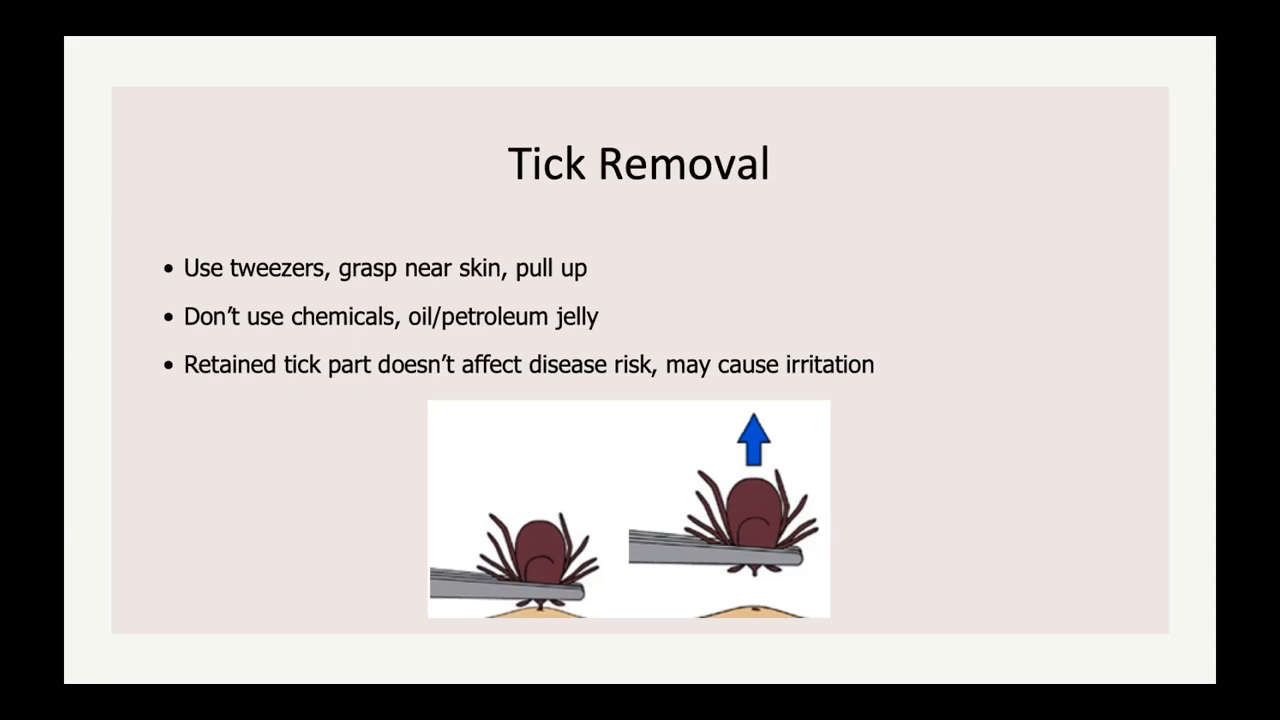 Tick Removal
• Use tweezers, grasp near skin, pull up
• Don’t use chemicals, oil/petroleum jelly
• Retained tick part doesn’t affect disease risk, may cause irritation